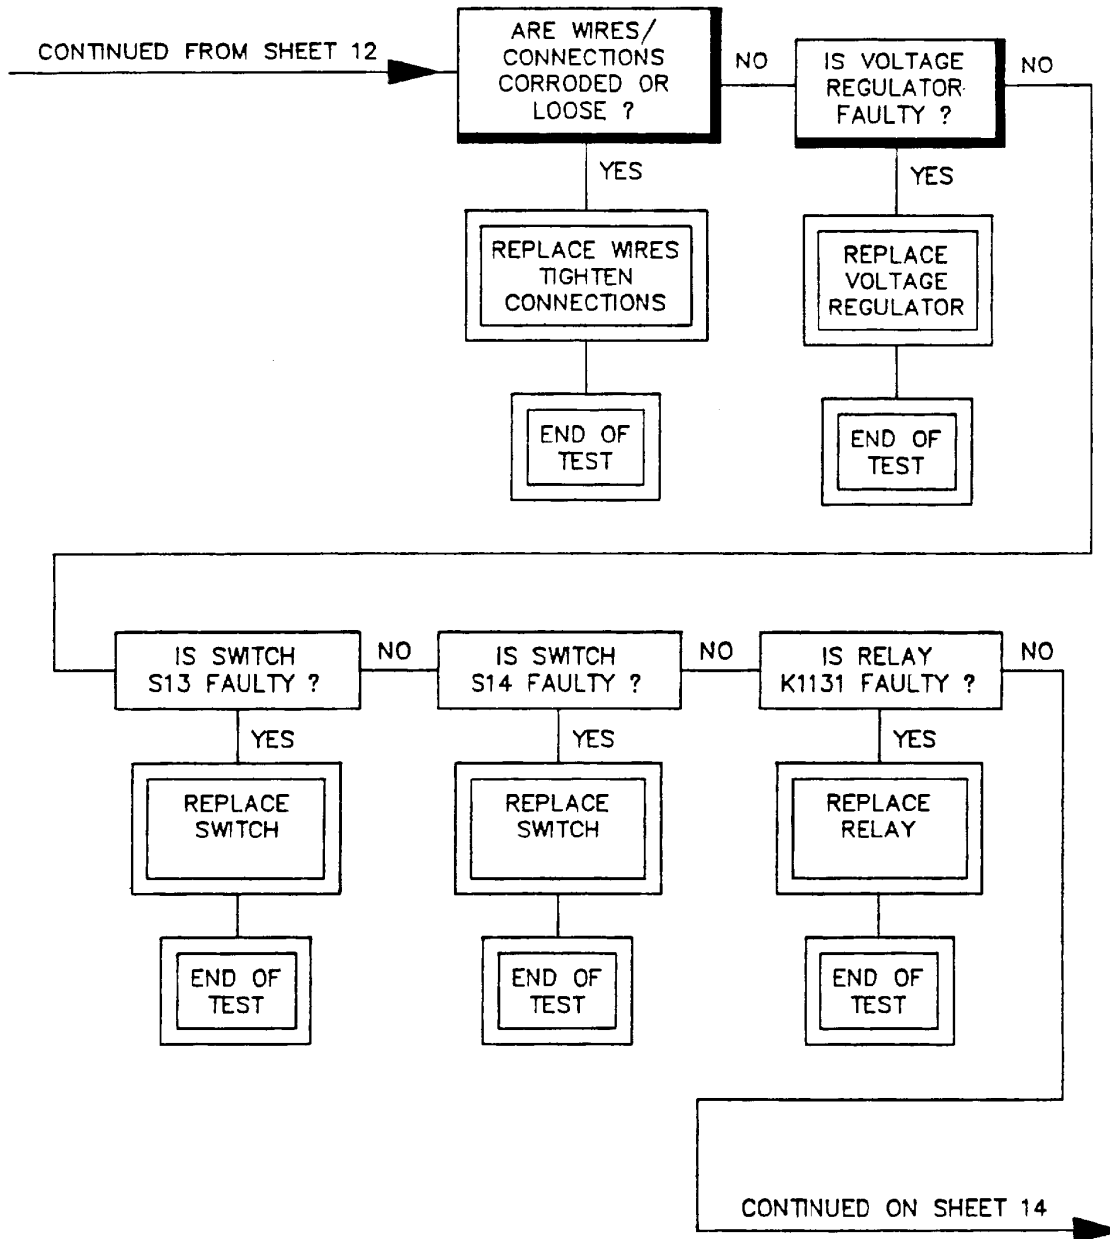 CONTINUED FROM SHEET 12
ARE WIRES/
CONNECTIONS
CORRODED OR
LOOSE ?
NO
IS VOLTAGE
REGULATOR
FAULTY ?
NO
YES
YES
REPLACE WIRES
TIGHTEN
CONNECTIONS
REPLACE
VOLTAGE
REGULATOR
END OF
TEST
END OF
TEST
IS SWITCH
S13 FAULTY ?
NO
IS SWITCH
S14 FAULTY ?
NO
IS RELAY
K1131 FAULTY ?
NO
YES
YES
YES
REPLACE
SWITCH
REPLACE
SWITCH
REPLACE
RELAY
END OF
TEST
END OF
TEST
END OF
TEST
CONTINUED ON SHEET 14